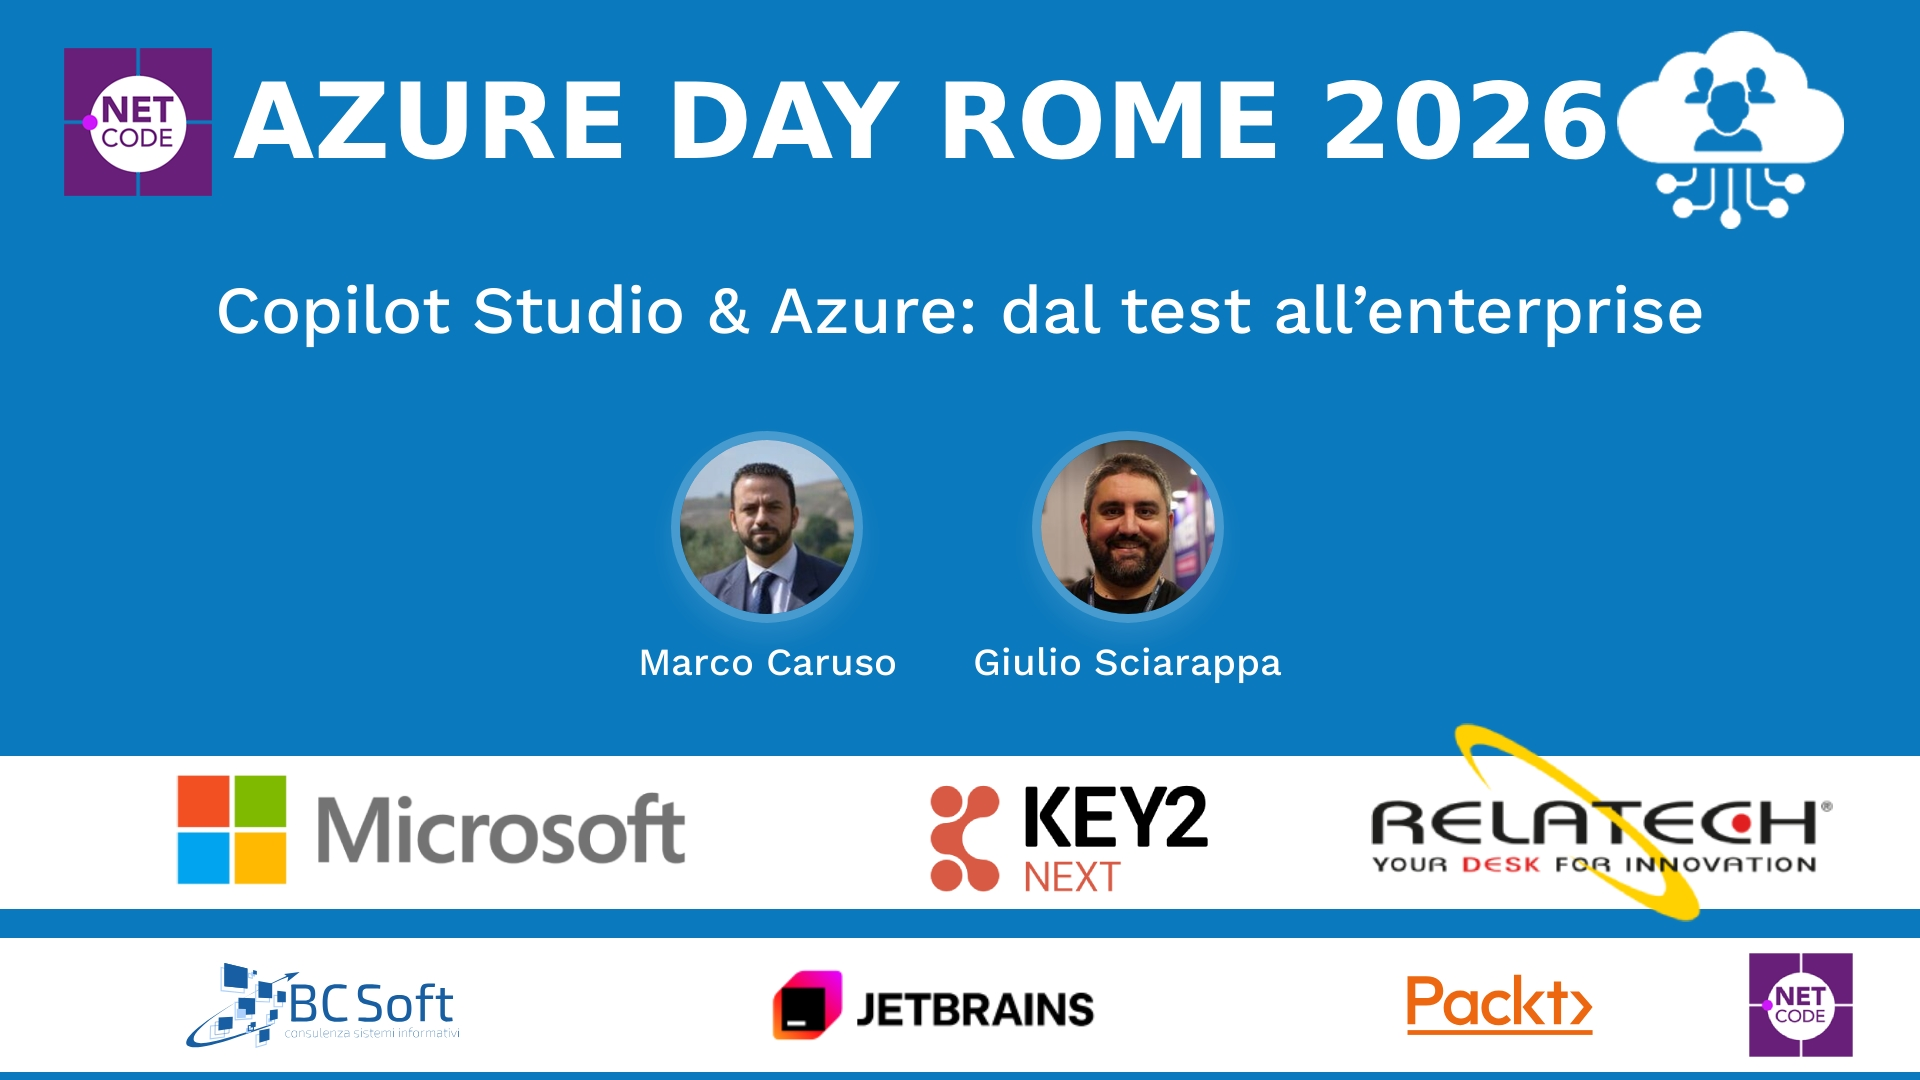 NET
CODE
AZURE DAY ROME 2026
Copilot Studio & Azure: dal test all’enterprise
Marco Caruso
Giulio Sciarappa
Microsoft
KEY2
NEXT
RELATECH®
YOUR DESK FOR INNOVATION
BC Soft
consulenza sistemi informativi
JETBRAINS
Packt>
NET
CODE